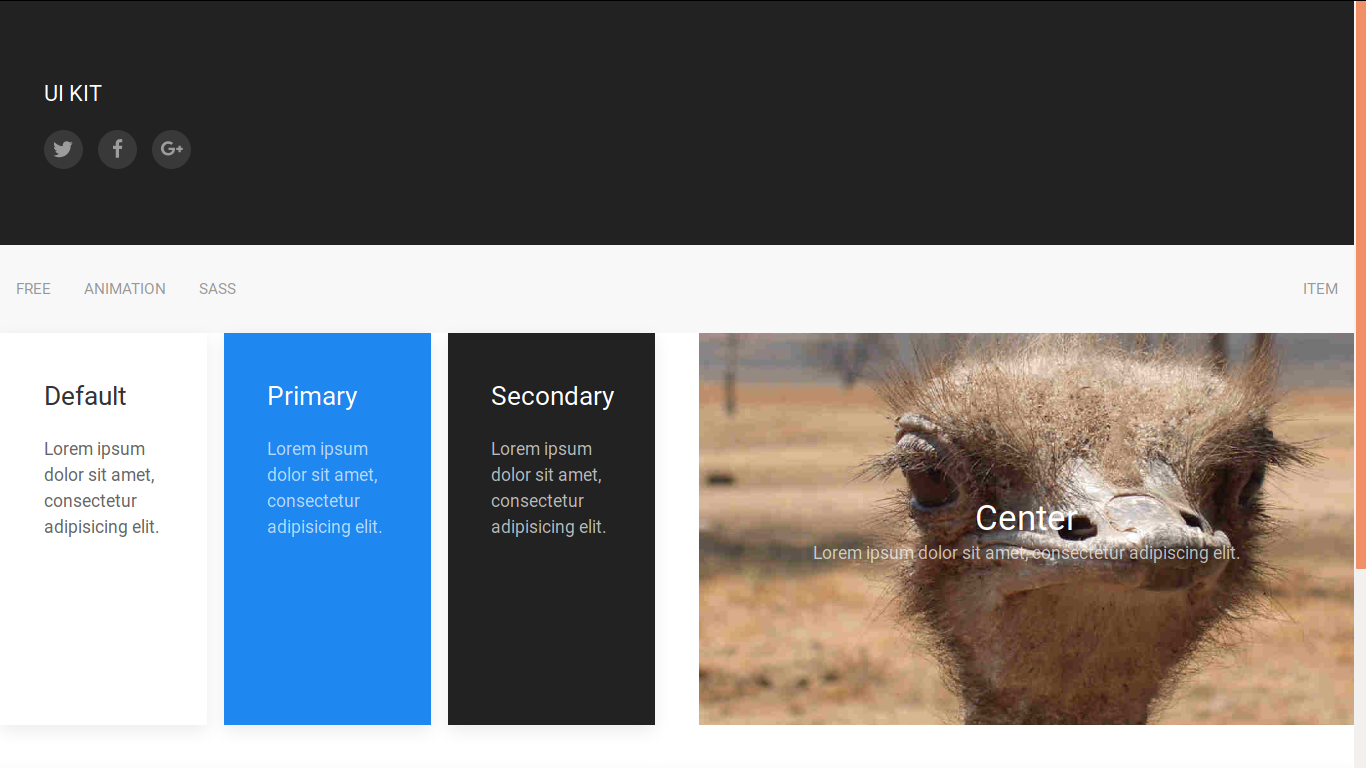 UI KIT
FREE ANIMATION SASS ITEM
Default
Lorem ipsum
dolor sit amet,
consectetur
adipisicing elit.
Primary
Lorem ipsum
dolor sit amet,
consectetur
adipisicing elit.
Secondary
Lorem ipsum
dolor sit amet,
consectetur
adipisicing elit.
Center
Lorem ipsum dolor sit amet, consectetur adipiscing elit.